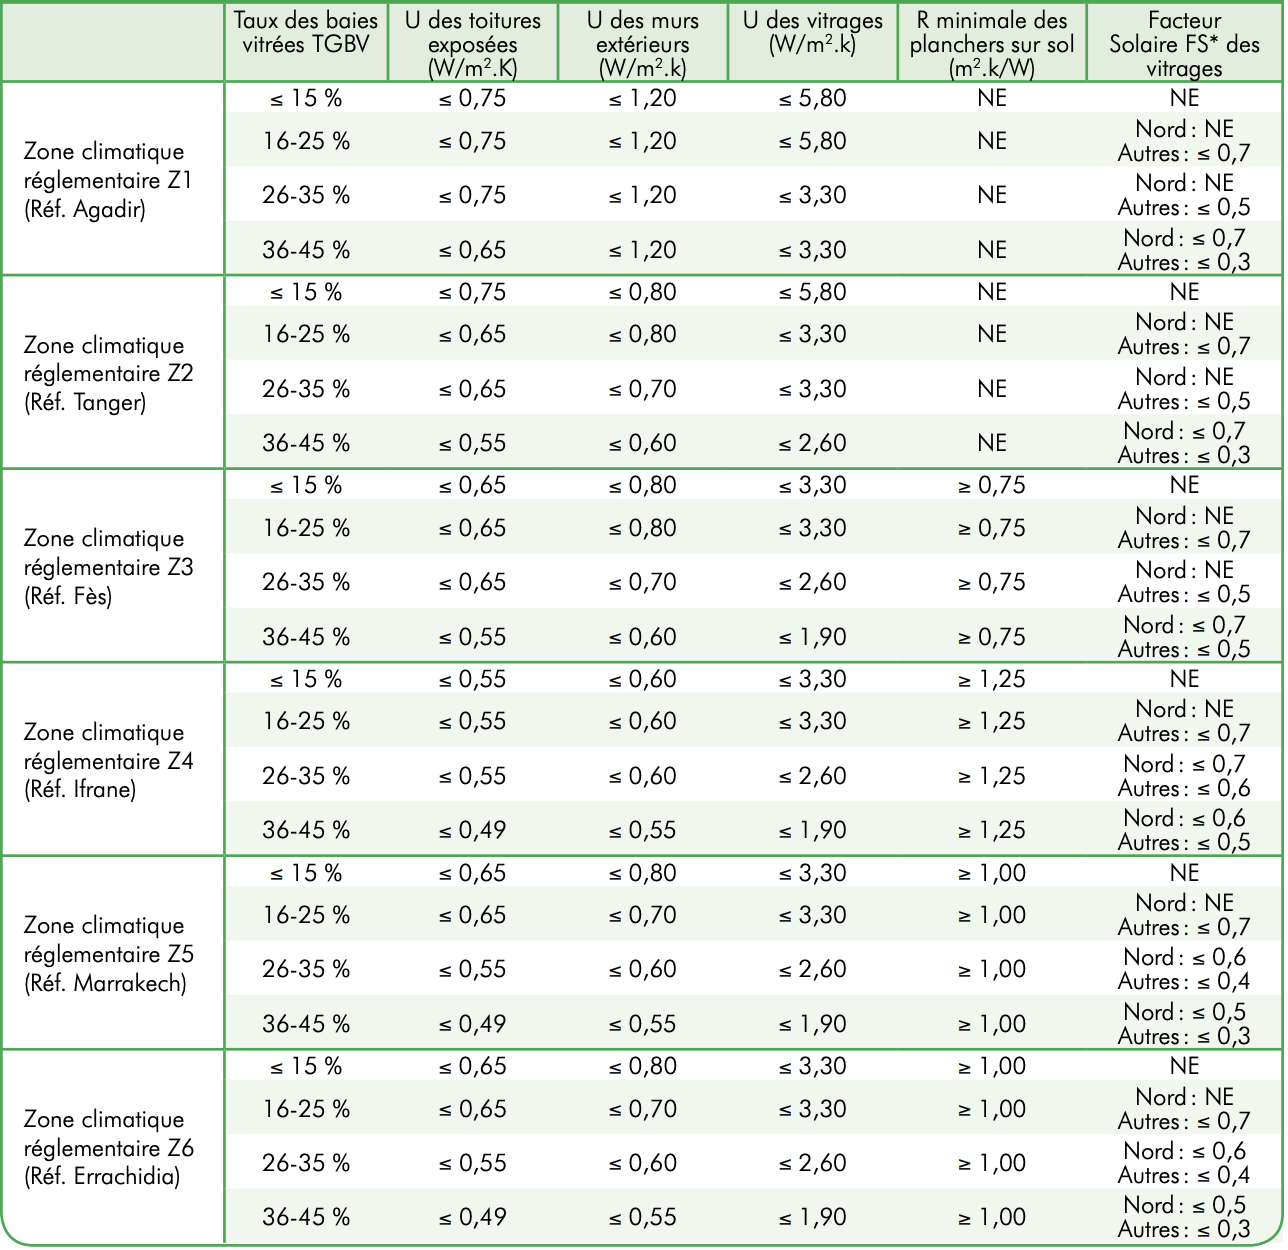 Taux des baies vitrées TGBV
U des toitures exposées (W/m².K)
U des murs extérieurs (W/m².k)
U des vitrages (W/m².k)
R minimale des planchers sur sol (m².k/W)
Facteur Solaire FS* des vitrages
Zone climatique
réglementaire Z1
(Réf. Agadir)
≤ 15 % ≤ 0,75 ≤ 1,20 ≤ 5,80 NE NE
16-25 % ≤ 0,75 ≤ 1,20 ≤ 5,80 NE Nord : NE
Autres : ≤ 0,7
26-35 % ≤ 0,75 ≤ 1,20 ≤ 3,30 NE Nord : NE
Autres : ≤ 0,5
36-45 % ≤ 0,65 ≤ 1,20 ≤ 3,30 NE Nord : ≤ 0,7
Autres : ≤ 0,3
Zone climatique
réglementaire Z2
(Réf. Tanger)
≤ 15 % ≤ 0,75 ≤ 0,80 ≤ 5,80 NE NE
16-25 % ≤ 0,65 ≤ 0,80 ≤ 3,30 NE Nord : NE
Autres : ≤ 0,7
26-35 % ≤ 0,65 ≤ 0,70 ≤ 3,30 NE Nord : NE
Autres : ≤ 0,5
36-45 % ≤ 0,55 ≤ 0,60 ≤ 2,60 NE Nord : ≤ 0,7
Autres : ≤ 0,3
Zone climatique
réglementaire Z3
(Réf. Fès)
≤ 15 % ≤ 0,65 ≤ 0,80 ≤ 3,30 ≥ 0,75 NE
16-25 % ≤ 0,65 ≤ 0,80 ≤ 3,30 ≥ 0,75 Nord : NE
Autres : ≤ 0,7
26-35 % ≤ 0,65 ≤ 0,70 ≤ 2,60 ≥ 0,75 Nord : NE
Autres : ≤ 0,5
36-45 % ≤ 0,55 ≤ 0,60 ≤ 1,90 ≥ 0,75 Nord : ≤ 0,7
Autres : ≤ 0,5
Zone climatique
réglementaire Z4
(Réf. Ifrane)
≤ 15 % ≤ 0,55 ≤ 0,60 ≤ 3,30 ≥ 1,25 NE
16-25 % ≤ 0,55 ≤ 0,60 ≤ 3,30 ≥ 1,25 Nord : NE
Autres : ≤ 0,7
26-35 % ≤ 0,55 ≤ 0,60 ≤ 2,60 ≥ 1,25 Nord : ≤ 0,7
Autres : ≤ 0,6
36-45 % ≤ 0,49 ≤ 0,55 ≤ 1,90 ≥ 1,25 Nord : ≤ 0,6
Autres : ≤ 0,5
Zone climatique
réglementaire Z5
(Réf. Marrakech)
≤ 15 % ≤ 0,65 ≤ 0,80 ≤ 3,30 ≥ 1,00 NE
16-25 % ≤ 0,65 ≤ 0,70 ≤ 3,30 ≥ 1,00 Nord : NE
Autres : ≤ 0,7
26-35 % ≤ 0,55 ≤ 0,60 ≤ 2,60 ≥ 1,00 Nord : ≤ 0,6
Autres : ≤ 0,4
36-45 % ≤ 0,49 ≤ 0,55 ≤ 1,90 ≥ 1,00 Nord : ≤ 0,5
Autres : ≤ 0,3
Zone climatique
réglementaire Z6
(Réf. Errachidia)
≤ 15 % ≤ 0,65 ≤ 0,80 ≤ 3,30 ≥ 1,00 NE
16-25 % ≤ 0,65 ≤ 0,70 ≤ 3,30 ≥ 1,00 Nord : NE
Autres : ≤ 0,7
26-35 % ≤ 0,55 ≤ 0,60 ≤ 2,60 ≥ 1,00 Nord : ≤ 0,6
Autres : ≤ 0,4
36-45 % ≤ 0,49 ≤ 0,55 ≤ 1,90 ≥ 1,00 Nord : ≤ 0,5
Autres : ≤ 0,3